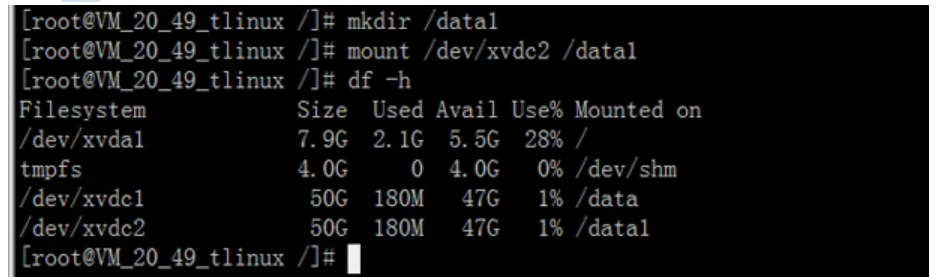 [root@VM_20_49_tlinux /]# mkdir /data1
[root@VM_20_49_tlinux /]# mount /dev/xvdc2 /data1
[root@VM_20_49_tlinux /]# df -h
Filesystem Size Used Avail Use% Mounted on
/dev/xvda1 7.9G 2.1G 5.5G 28% /
tmpfs 4.0G 0 4.0G 0% /dev/shm
/dev/xvdc1 50G 180M 47G 1% /data
/dev/xvdc2 50G 180M 47G 1% /data1
[root@VM_20_49_tlinux /]#